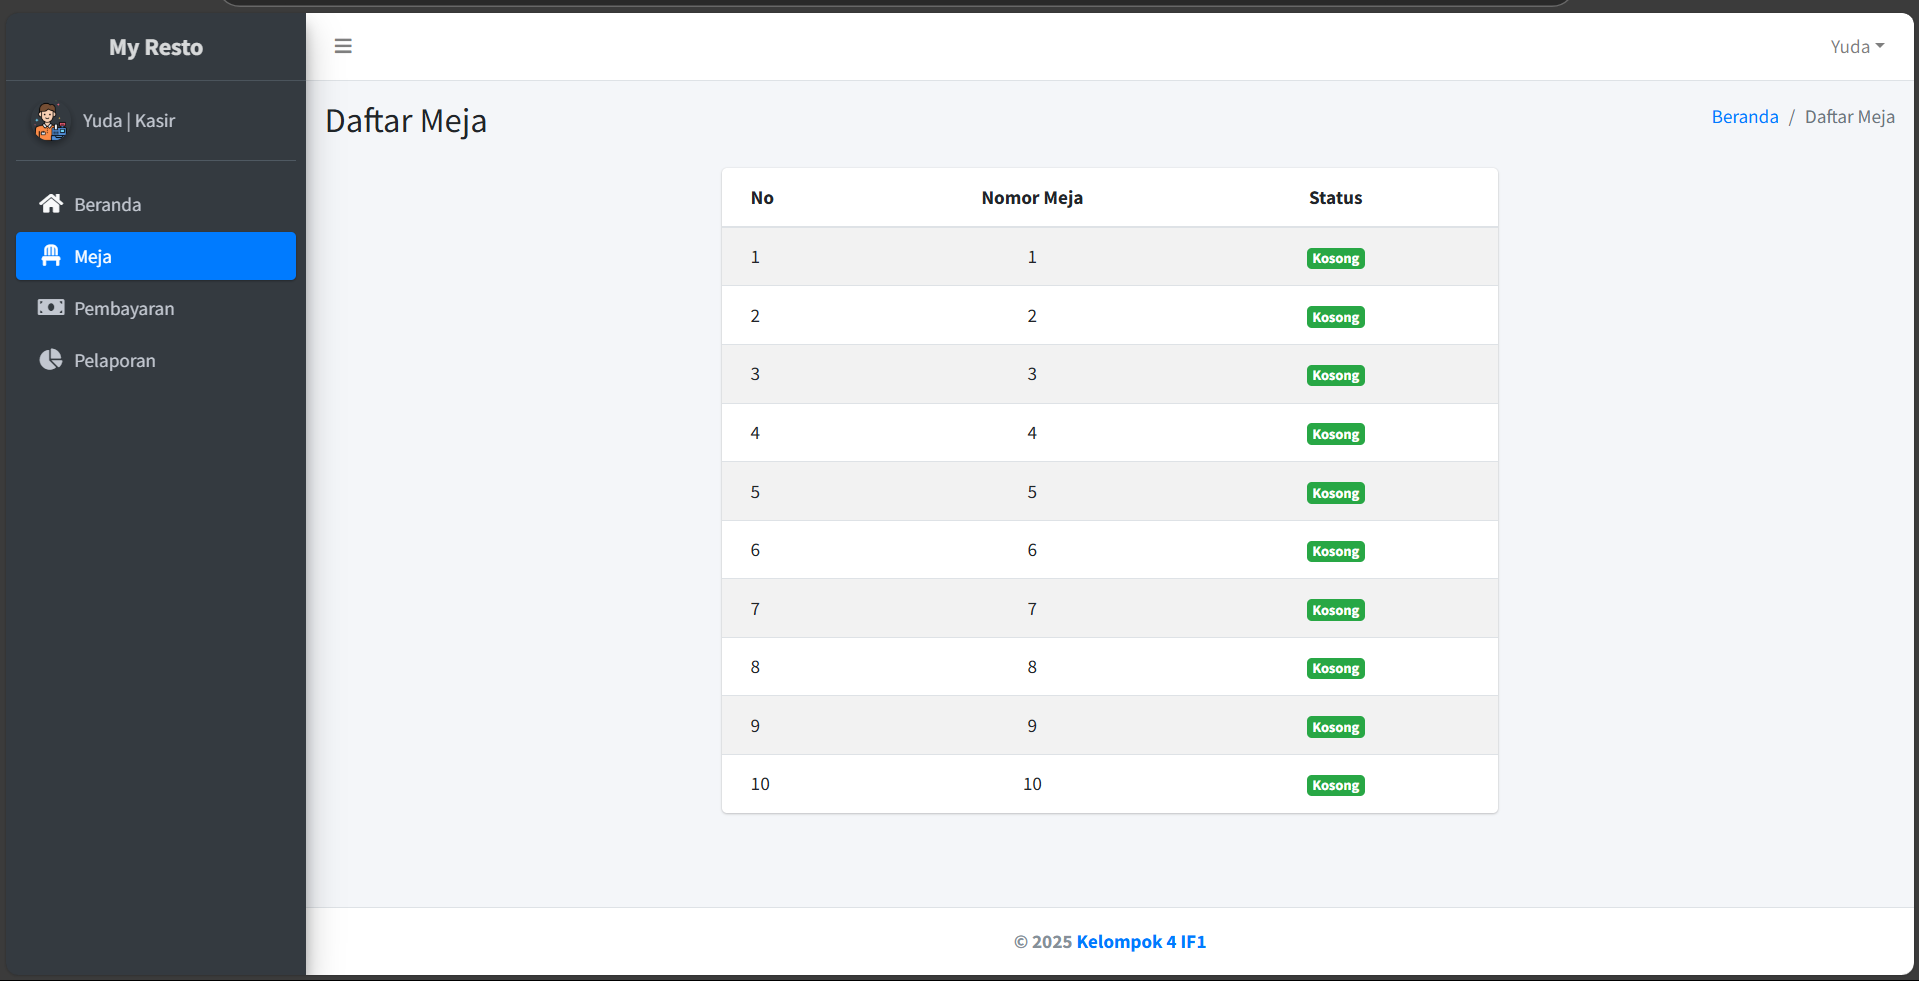 My Resto
Yuda
Yuda | Kasir
Beranda
Meja
Pembayaran
Pelaporan
Daftar Meja
Beranda / Daftar Meja
No Nomor Meja Status
1 1 Kosong
2 2 Kosong
3 3 Kosong
4 4 Kosong
5 5 Kosong
6 6 Kosong
7 7 Kosong
8 8 Kosong
9 9 Kosong
10 10 Kosong
© 2025 Kelompok 4 IF1